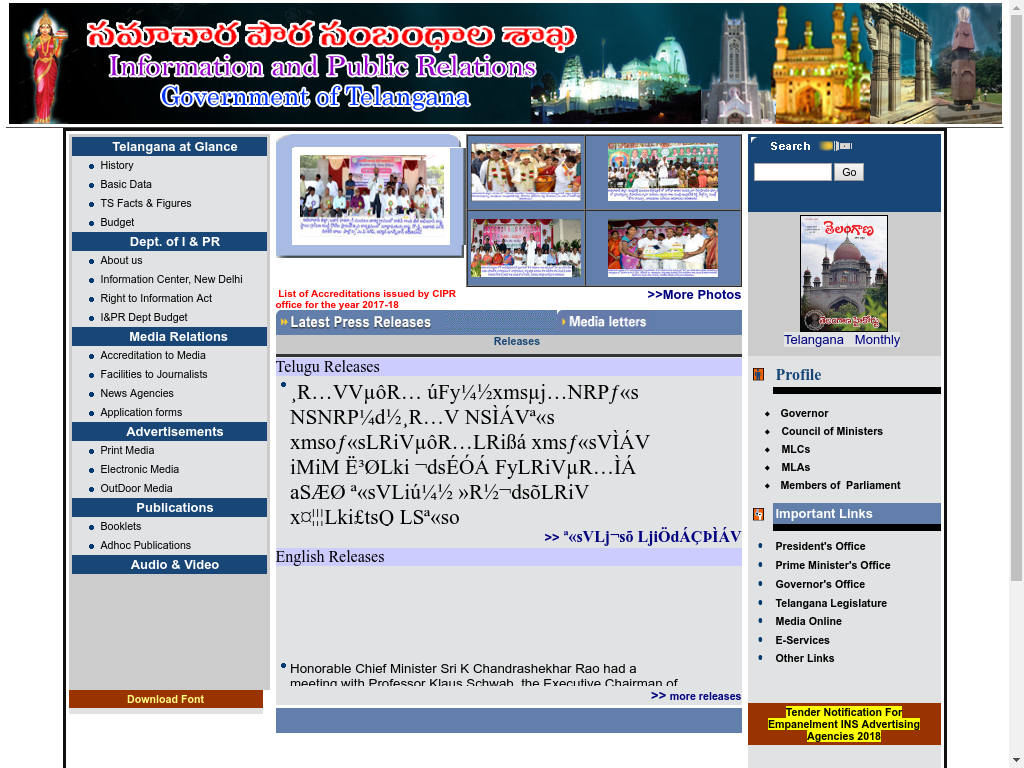 సమాచార పౌర సంబంధాల శాఖ
Information and Public Relations
Government of Telangana
Telangana at Glance
History
Basic Data
TS Facts & Figures
Budget
Dept. of I & PR
About us
Information Center, New Delhi
Right to Information Act
I&PR Dept Budget
Media Relations
Accreditation to Media
Facilities to Journalists
News Agencies
Application forms
Advertisements
Print Media
Electronic Media
OutDoor Media
Publications
Booklets
Adhoc Publications
Audio & Video
Download Font
List of Accreditations issued by CIPR
office for the year 2017-18
>>More Photos
Latest Press Releases
Media letters
Releases
Telugu Releases
¸R…VVµôR… úFy¼½xmsµj…NRPƒ«s
NSNRP¼d½¸R…V NSÌÁVª«s
xmsoƒ«sLRiVµôR…LRißá xmsƒ«sVÌÁV
iMiM Ë³ØLki ¬dsÉÓÁ FyLRiVµR…ÌÁ
aSÆØ ª«sVLiú¼½ »R½¬dsõLRiV
x¤¦¦¦Lki£tsQ LSª«so
>> ª«sVLj¬sõ LjiÖdÁÇÞÌÁV
English Releases
Honorable Chief Minister Sri K Chandrashekhar Rao had a
meeting with Professor Klaus Schwab, the Executive Chairman of
>> more releases
Search
Go
తెలంగాణ
Telangana Monthly
Profile
Governor
Council of Ministers
MLCs
MLAs
Members of Parliament
Important Links
President's Office
Prime Minister's Office
Governor's Office
Telangana Legislature
Media Online
E-Services
Other Links
Tender Notification For
Empanelment INS Advertising
Agencies 2018